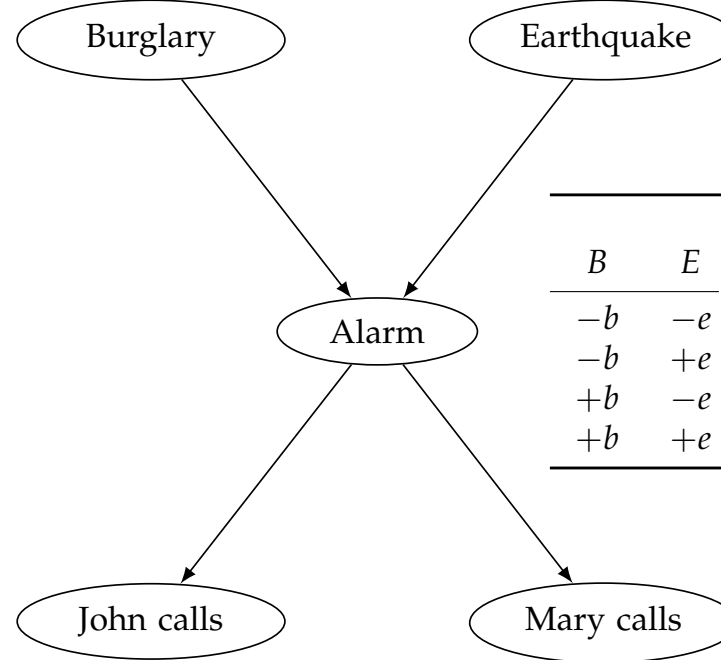 Burglary
Earthquake
B E
−b −e
−b +e
+b −e
+b +e
Alarm
John calls
Mary calls